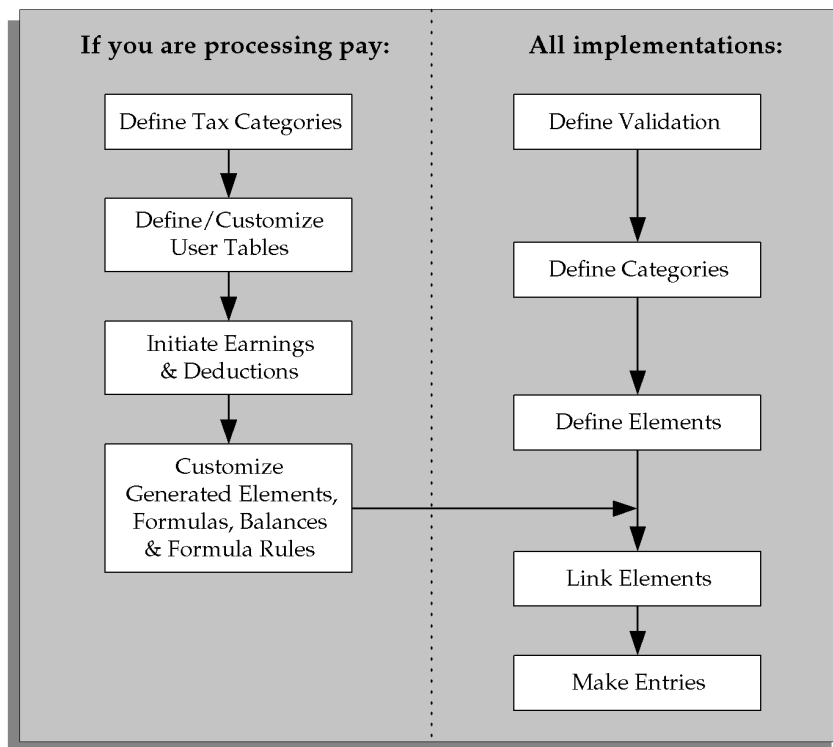 If you are processing pay:
Define Tax Categories
Define/Customize
User Tables
Initiate Earnings
& Deductions
Customize
Generated Elements,
Formulas, Balances
& Formula Rules
All implementations:
Define Validation
Define Categories
Define Elements
Link Elements
Make Entries